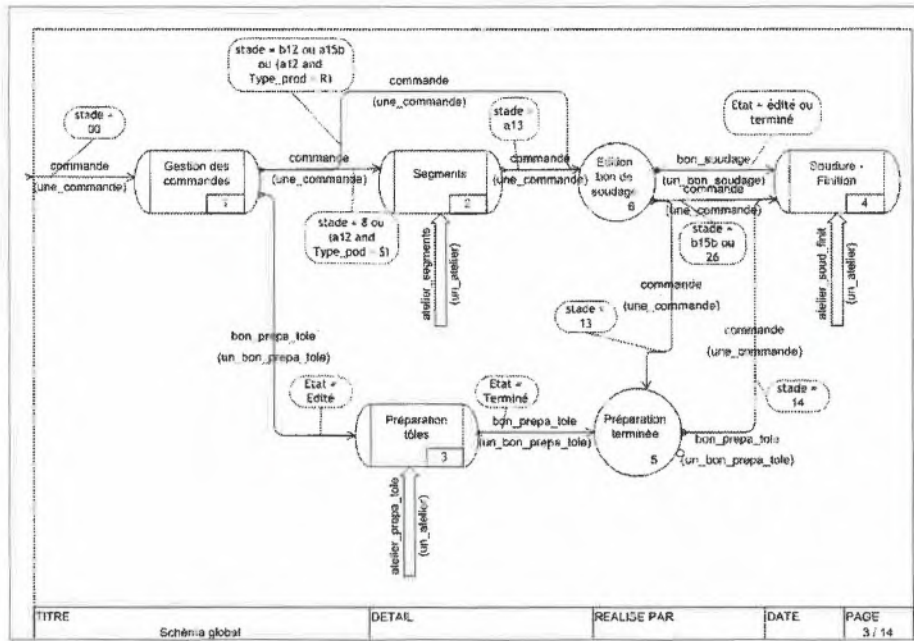 stade = b12 ou a15b
ou (a12 and
Type_prod = R)
commande
(une_commande)
stade =
00
stade =
a13
Etat = édité ou
terminé
commande
(une_commande)
Gestion des
commandes
1
commande
(une_commande)
Segments
2
commande
(une_commande)
Edition
bon de
soudage
6
bon_soudage
(un_bon_soudage)
commande
(une_commande)
Soudure -
Finition
4
stade = 8 ou
(a12 and
Type_pod = S)
stade =
b15b ou
26
atelier_segments
(un_atelier)
atelier_soud_finit
(un_atelier)
commande
(une_commande)
stade =
13
commande
(une_commande)
bon_prepa_tole
(un_bon_prepa_tole)
stade =
14
Etat =
Edité
Etat =
Terminé
Préparation
tôles
3
bon_prepa_tole
(un_bon_prepa_tole)
Préparation
terminée
5
bon_prepa_tole
(un_bon_prepa_tole)
atelier_prepa_tole
(un_atelier)
TITRE
Schéma global
DETAIL
REALISE PAR
DATE
PAGE
3 / 14